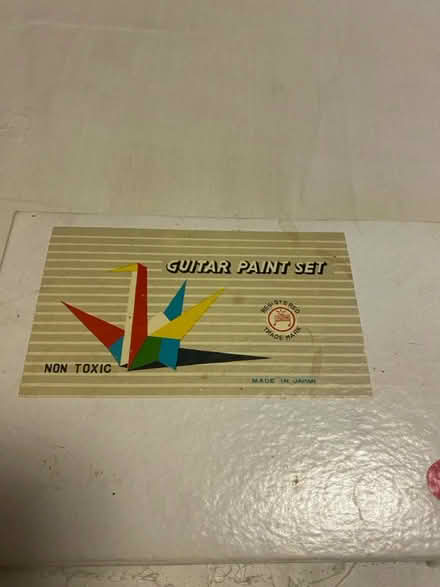 GUITAR PAINT SET
REGISTERED
TRADE MARK
NON TOXIC
MADE IN JAPAN